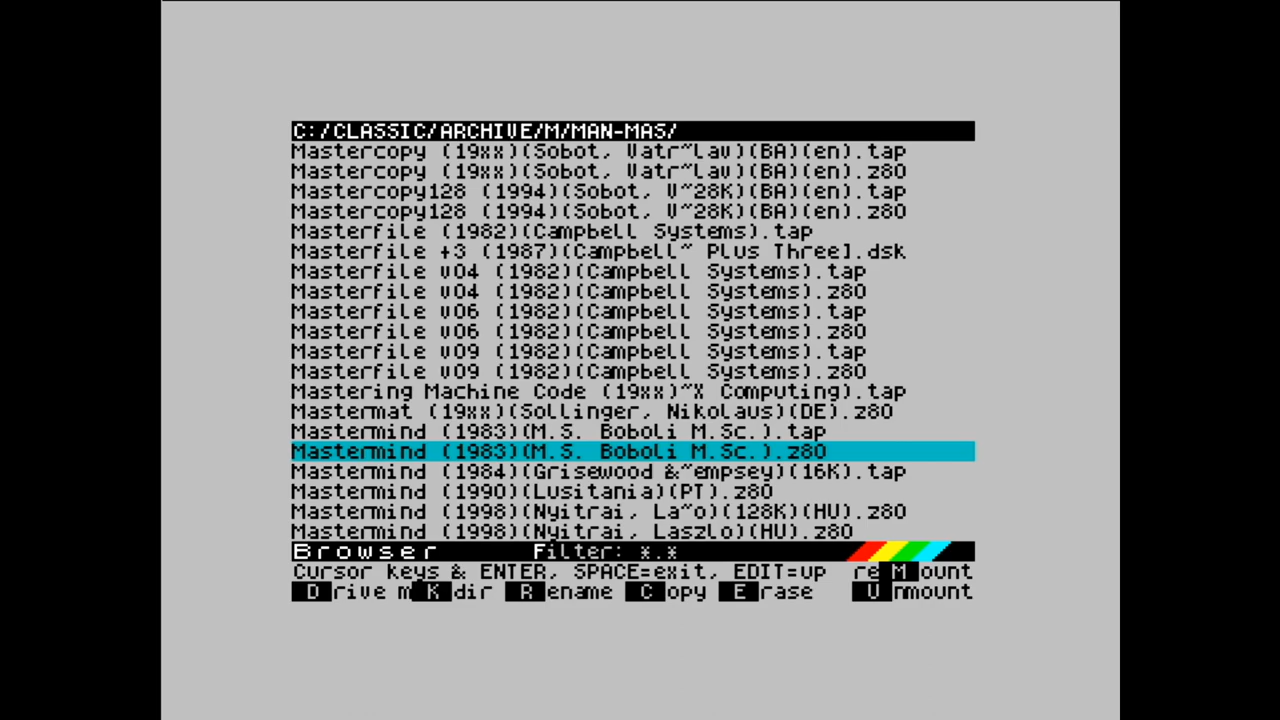 C:/CLASSIC/ARCHIVE/M/MAN-MAS/
Mastercopy (19xx)(Sobot, Vatr~lav)(BA)(en).tap
Mastercopy (19xx)(Sobot, Vatr~lav)(BA)(en).z80
Mastercopy128 (1994)(Sobot, V~28K)(BA)(en).tap
Mastercopy128 (1994)(Sobot, V~28K)(BA)(en).z80
Masterfile (1982)(Campbell Systems).tap
Masterfile +3 (1987)(Campbell~ Plus Three].dsk
Masterfile v04 (1982)(Campbell Systems).tap
Masterfile v04 (1982)(Campbell Systems).z80
Masterfile v06 (1982)(Campbell Systems).tap
Masterfile v06 (1982)(Campbell Systems).z80
Masterfile v09 (1982)(Campbell Systems).tap
Masterfile v09 (1982)(Campbell Systems).z80
Mastering Machine Code (19xx)~X Computing).tap
Mastermat (19xx)(Sollinger, Nikolaus)(DE).z80
Mastermind (1983)(M.S. Boboli M.Sc.).tap
Mastermind (1983)(M.S. Boboli M.Sc.).z80
Mastermind (1984)(Grisewood &~empsey)(16K).tap
Mastermind (1990)(Lusitania)(PT).z80
Mastermind (1998)(Nyitrai, La~o)(128K)(HU).z80
Mastermind (1998)(Nyitrai, Laszlo)(HU).z80
Browser Filter: *.*
Cursor keys & ENTER, SPACE=exit, EDIT=up reMount
Drive mKdir Rename Copy Erase Unmount